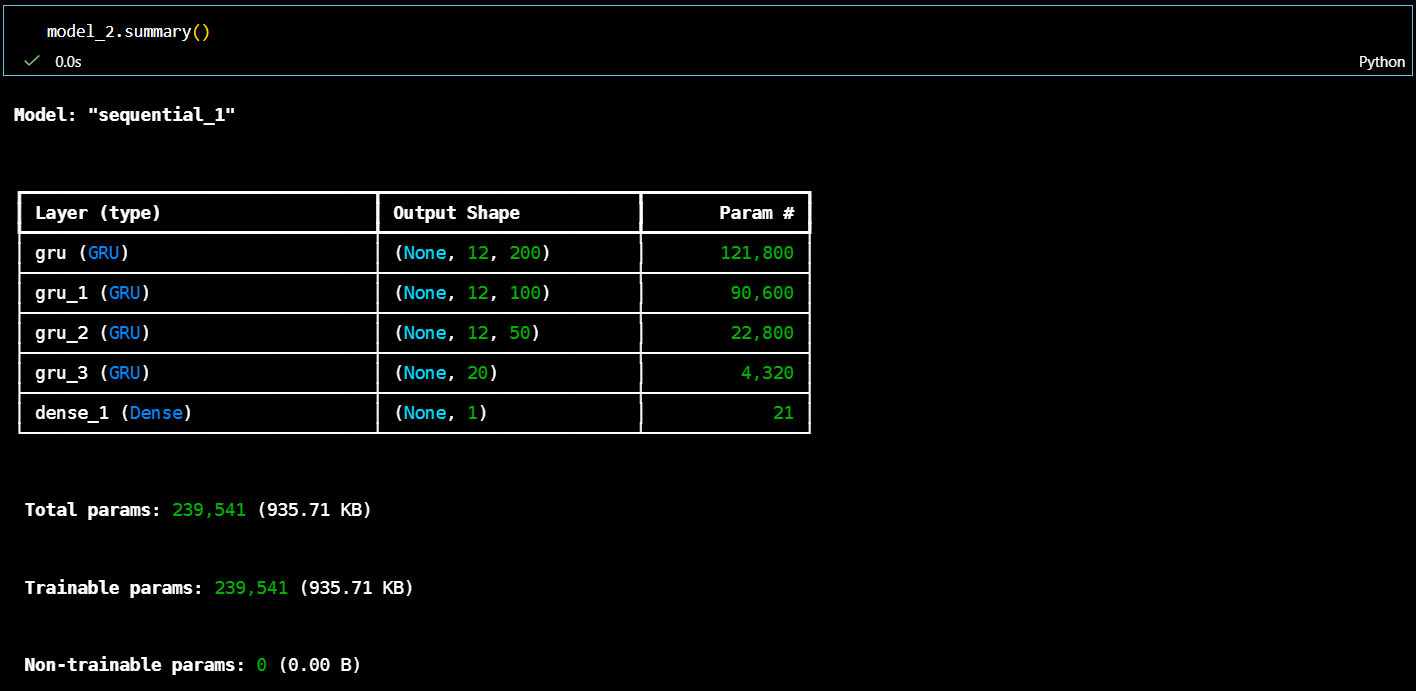 model_2.summary()
0.0s
Python
Model: "sequential_1"
Layer (type) Output Shape Param #
gru (GRU) (None, 12, 200) 121,800
gru_1 (GRU) (None, 12, 100) 90,600
gru_2 (GRU) (None, 12, 50) 22,800
gru_3 (GRU) (None, 20) 4,320
dense_1 (Dense) (None, 1) 21
Total params: 239,541 (935.71 KB)
Trainable params: 239,541 (935.71 KB)
Non-trainable params: 0 (0.00 B)